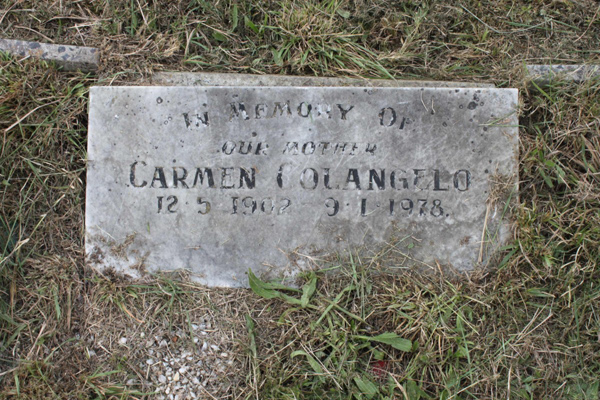 IN MEMORY OF
OUR MOTHER
CARMEN COLANGELO
12·5 1902 9·1 1978.